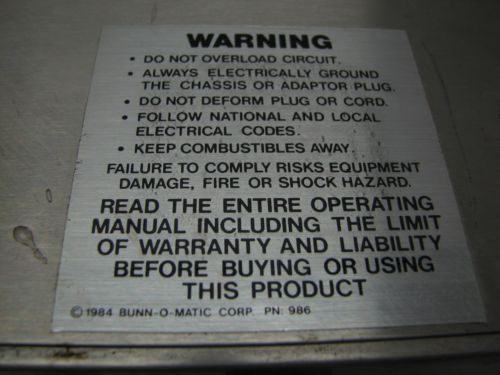 WARNING
• DO NOT OVERLOAD CIRCUIT.
• ALWAYS ELECTRICALLY GROUND
THE CHASSIS OR ADAPTOR PLUG.
• DO NOT DEFORM PLUG OR CORD.
• FOLLOW NATIONAL AND LOCAL
ELECTRICAL CODES.
• KEEP COMBUSTIBLES AWAY.
FAILURE TO COMPLY RISKS EQUIPMENT
DAMAGE, FIRE OR SHOCK HAZARD.
READ THE ENTIRE OPERATING
MANUAL INCLUDING THE LIMIT
OF WARRANTY AND LIABILITY
BEFORE BUYING OR USING
THIS PRODUCT
©1984 BUNN-O-MATIC CORP. PN: 986